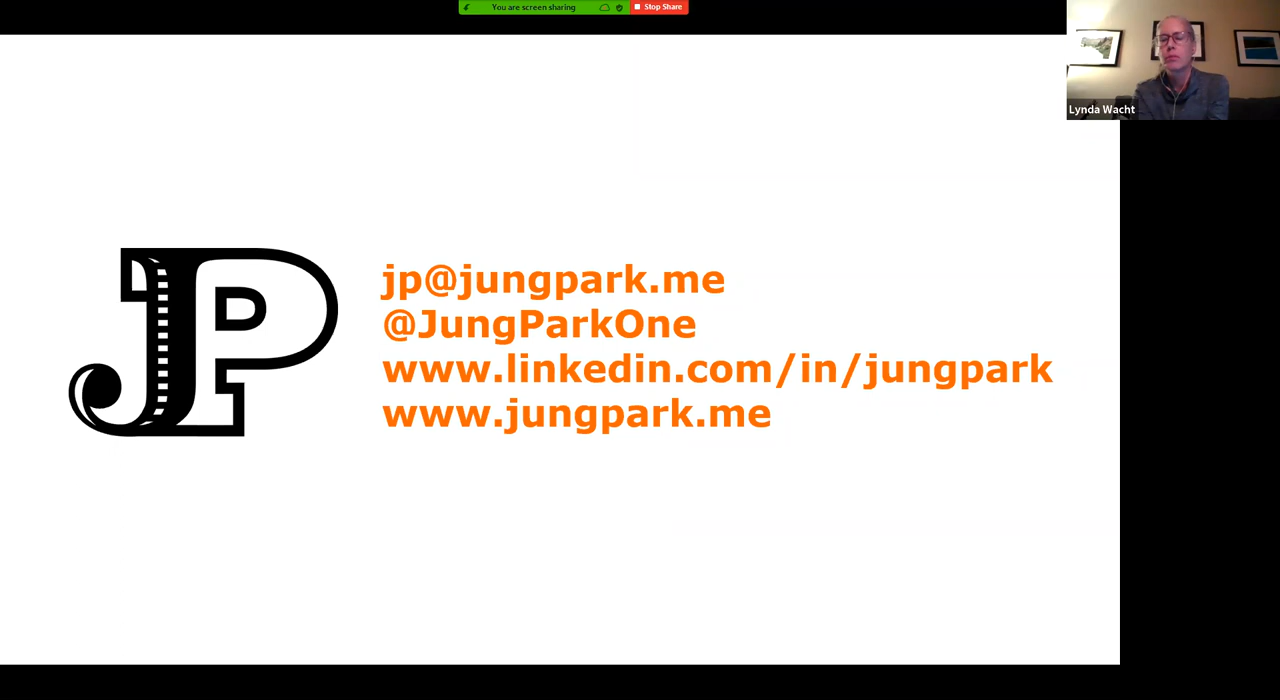 You are screen sharing
Stop Share
Lynda Wacht
JP
jp@jungpark.me
@JungParkOne
www.linkedin.com/in/jungpark
www.jungpark.me